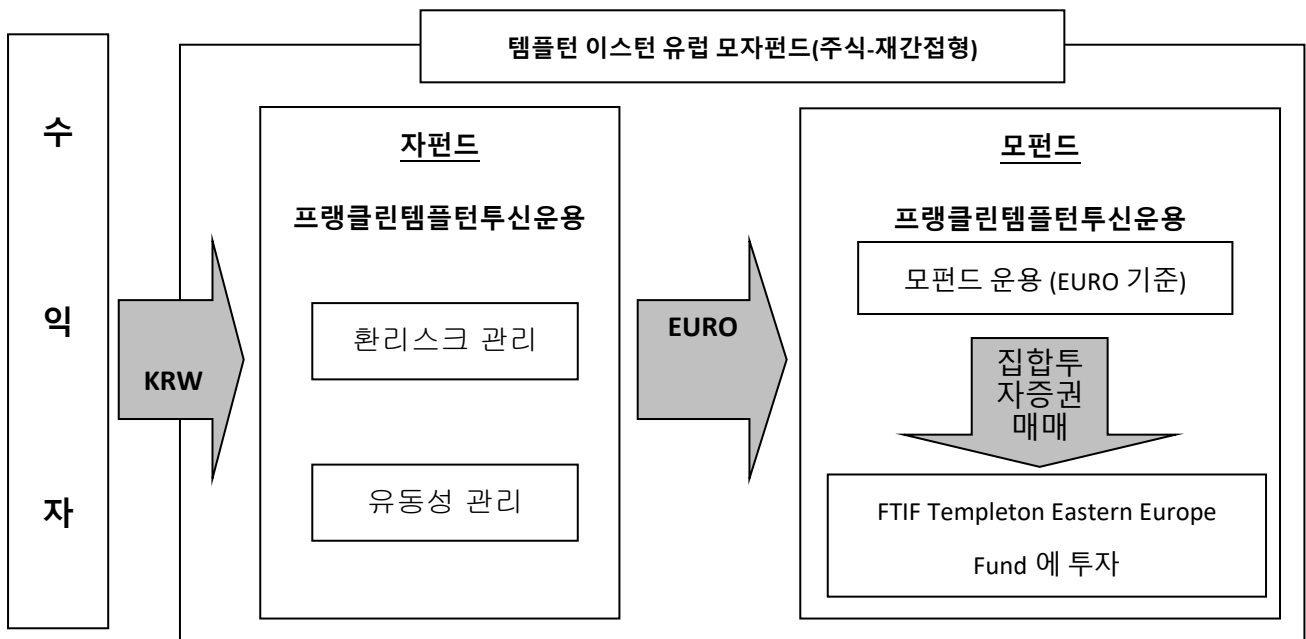 템플턴 이스턴 유럽 모자펀드(주식-재간접형)
수
익
자
KRW
자펀드
프랭클린템플턴투신운용
환리스크 관리
유동성 관리
EURO
모펀드
프랭클린템플턴투신운용
모펀드 운용 (EURO 기준)
집합투
자증권
매매
FTIF Templeton Eastern Europe
Fund 에 투자